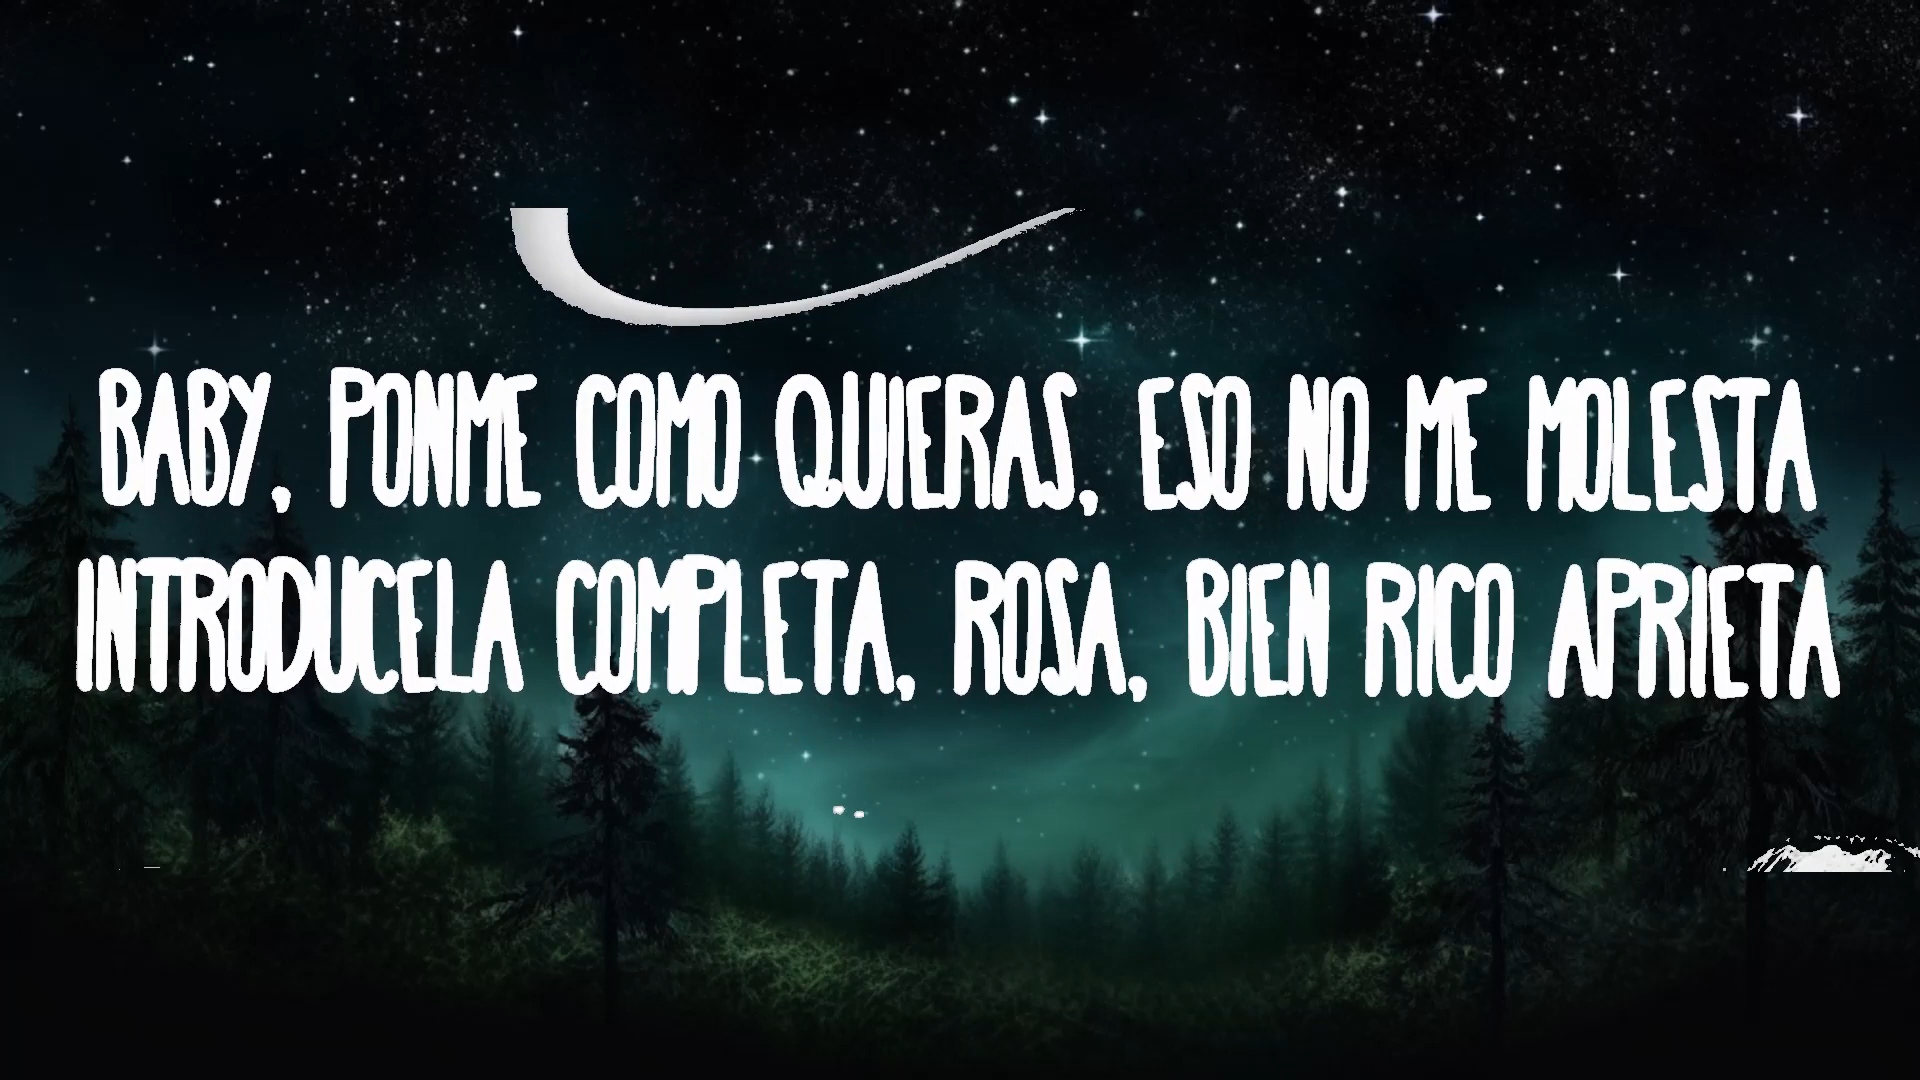 BABY, PONME COMO QUIERAS, ESO NO ME MOLESTA
INTRODUCELA COMPLETA, ROSA, BIEN RICO APRIETA